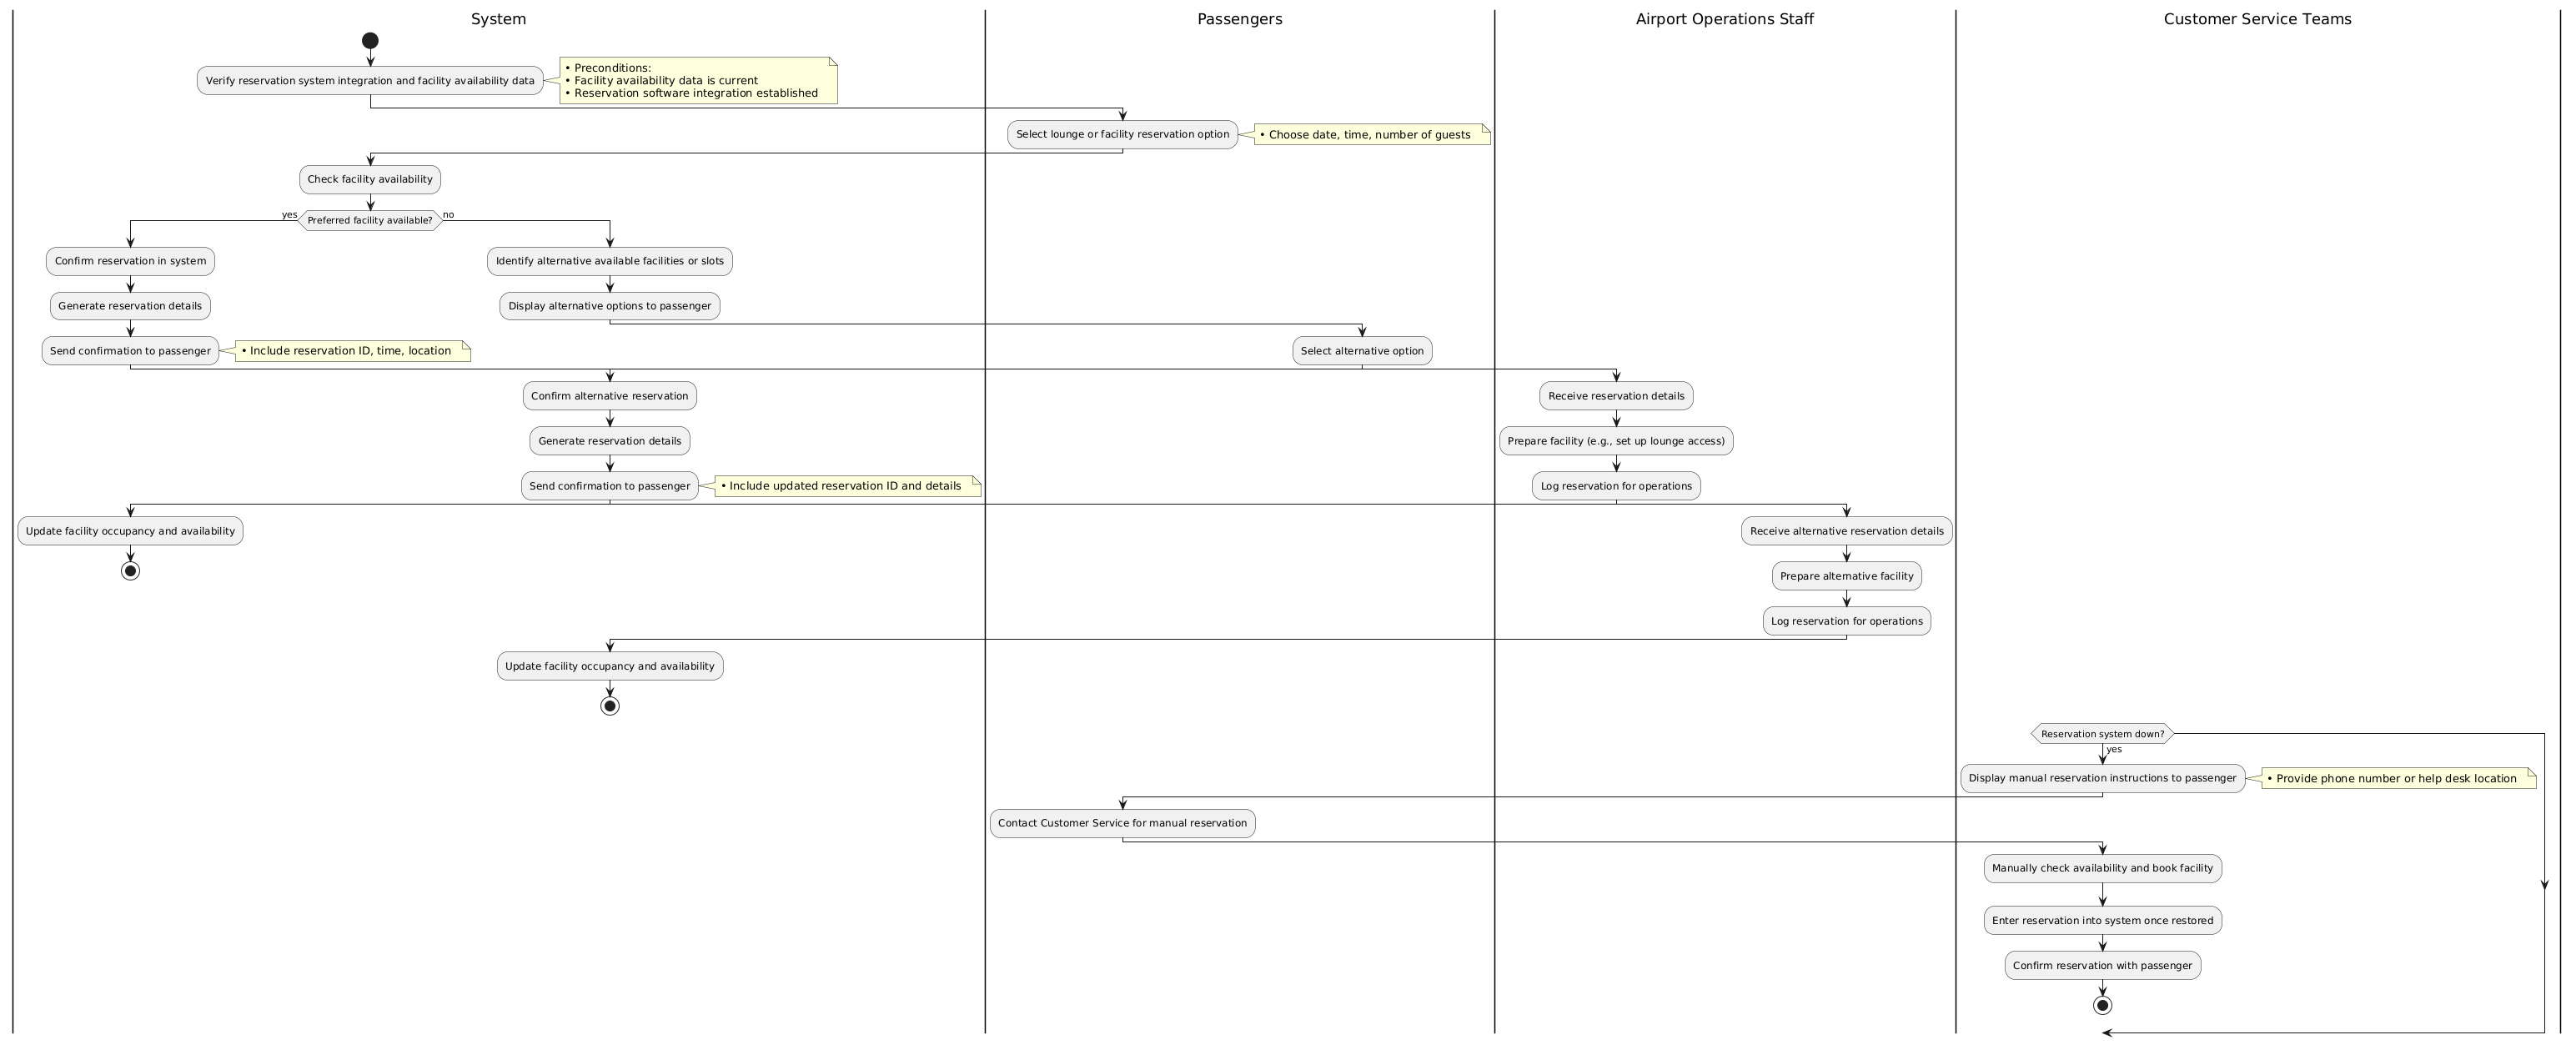 System
Passengers
Airport Operations Staff
Customer Service Teams
Verify reservation system integration and facility availability data
• Preconditions:
• Facility availability data is current
• Reservation software integration established
Select lounge or facility reservation option
• Choose date, time, number of guests
Check facility availability
yes
Preferred facility available?
no
Confirm reservation in system
Identify alternative available facilities or slots
Generate reservation details
Display alternative options to passenger
Send confirmation to passenger
• Include reservation ID, time, location
Select alternative option
Confirm alternative reservation
Receive reservation details
Generate reservation details
Prepare facility (e.g., set up lounge access)
Send confirmation to passenger
• Include updated reservation ID and details
Log reservation for operations
Update facility occupancy and availability
Receive alternative reservation details
Prepare alternative facility
Log reservation for operations
Update facility occupancy and availability
Reservation system down?
yes
Display manual reservation instructions to passenger
• Provide phone number or help desk location
Contact Customer Service for manual reservation
Manually check availability and book facility
Enter reservation into system once restored
Confirm reservation with passenger